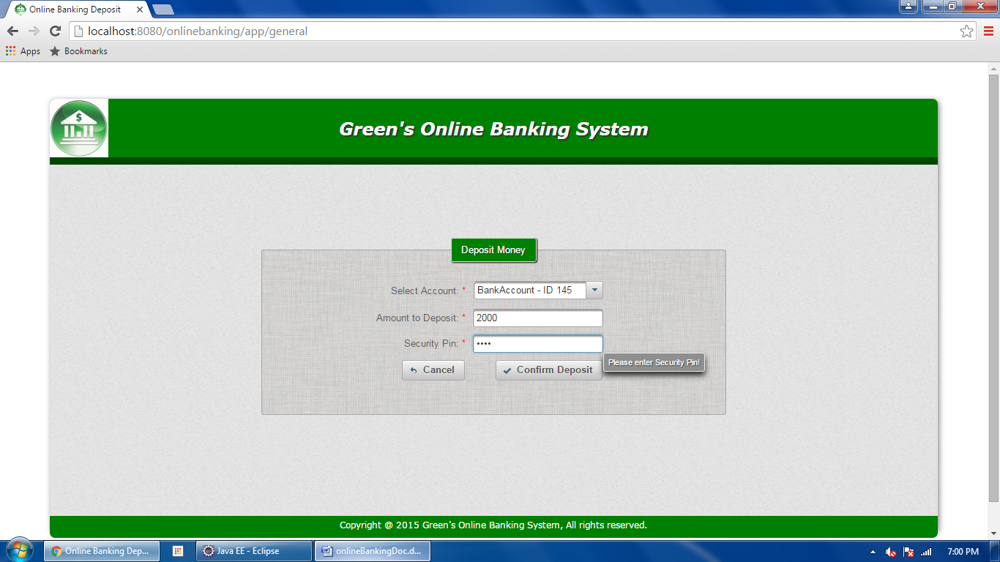 Online Banking Deposit
localhost:8080/onlinebanking/app/general
Apps Bookmarks
$
Green's Online Banking System
Deposit Money
Select Account: * BankAccount - ID 145
Amount to Deposit: * 2000
Security Pin: * ••••
Please enter Security Pin!
Cancel Confirm Deposit
Copyright @ 2015 Green's Online Banking System, All rights reserved.
Online Banking Dep... Java EE - Eclipse onlineBankingDoc.d... 7:00 PM